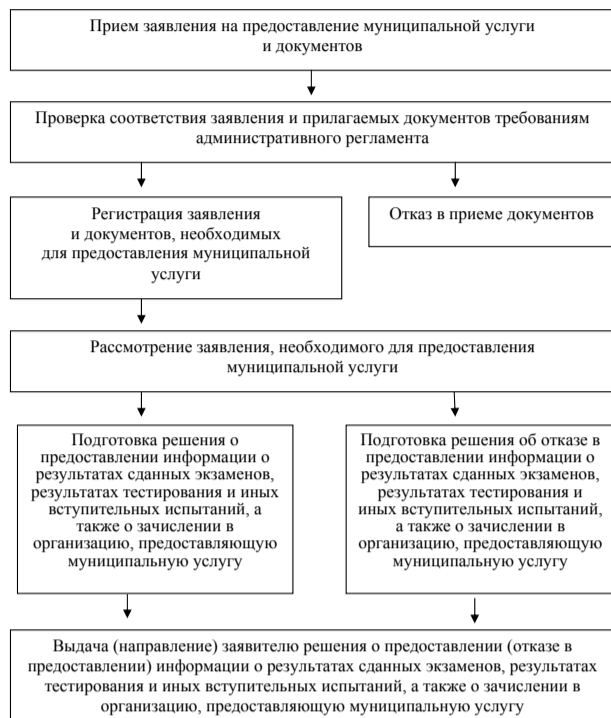 Прием заявления на предоставление муниципальной услуги
и документов
Проверка соответствия заявления и прилагаемых документов требованиям
административного регламента
Регистрация заявления
и документов, необходимых
для предоставления муниципальной
услуги
Отказ в приеме документов
Рассмотрение заявления, необходимого для предоставления
муниципальной услуги
Подготовка решения о
предоставлении информации о
результатах сданных экзаменов,
результатах тестирования и иных
вступительных испытаний, а
также о зачислении в
организацию, предоставляющую
муниципальную услугу
Подготовка решения об отказе в
предоставлении информации о
результатах сданных экзаменов,
результатах тестирования и
иных вступительных испытаний,
а также о зачислении в
организацию, предоставляющую
муниципальную услугу
Выдача (направление) заявителю решения о предоставлении (отказе в
предоставлении) информации о результатах сданных экзаменов, результатах
тестирования и иных вступительных испытаний, а также о зачислении в
организацию, предоставляющую муниципальную услугу